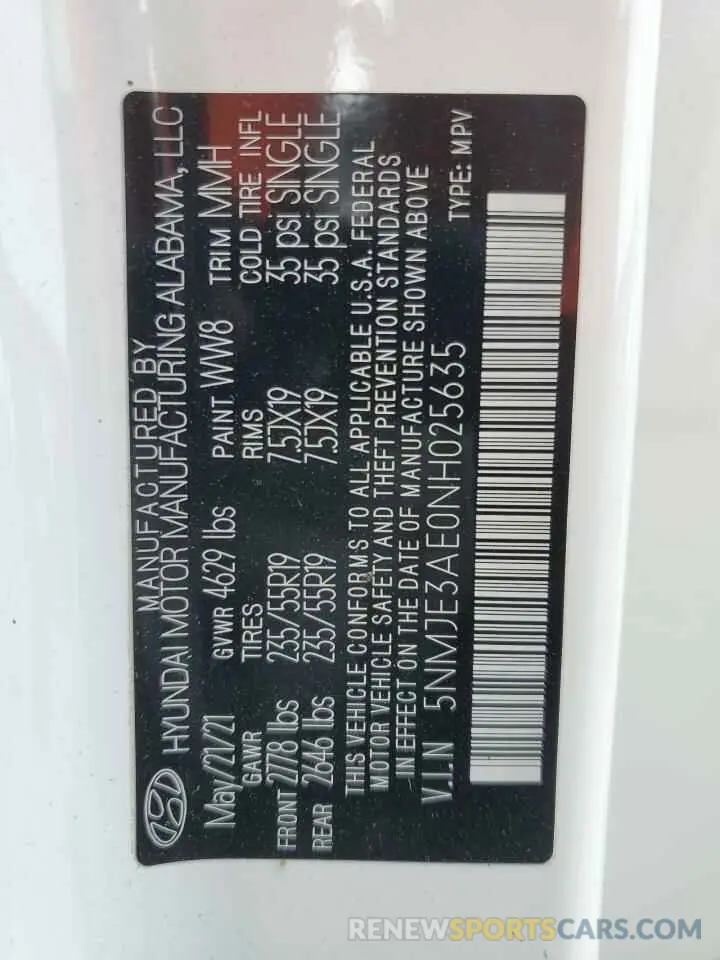 MANUFACTURED BY
HYUNDAI MOTOR MANUFACTURING ALABAMA, LLC
May/21/21 GVWR 4629 lbs PAINT WW8 TRIM MMH
GAWR TIRES RIMS COLD TIRE INFL
FRONT 2778 lbs 235/55R19 7.5JX19 35 psi SINGLE
REAR 2646 lbs 235/55R19 7.5JX19 35 psi SINGLE
THIS VEHICLE CONFORMS TO ALL APPLICABLE U.S.A. FEDERAL
MOTOR VEHICLE SAFETY AND THEFT PREVENTION STANDARDS
IN EFFECT ON THE DATE OF MANUFACTURE SHOWN ABOVE
V.I.N 5NMJE3AE0NH025635 TYPE: MPV
RENEWSPORTSCARS.COM